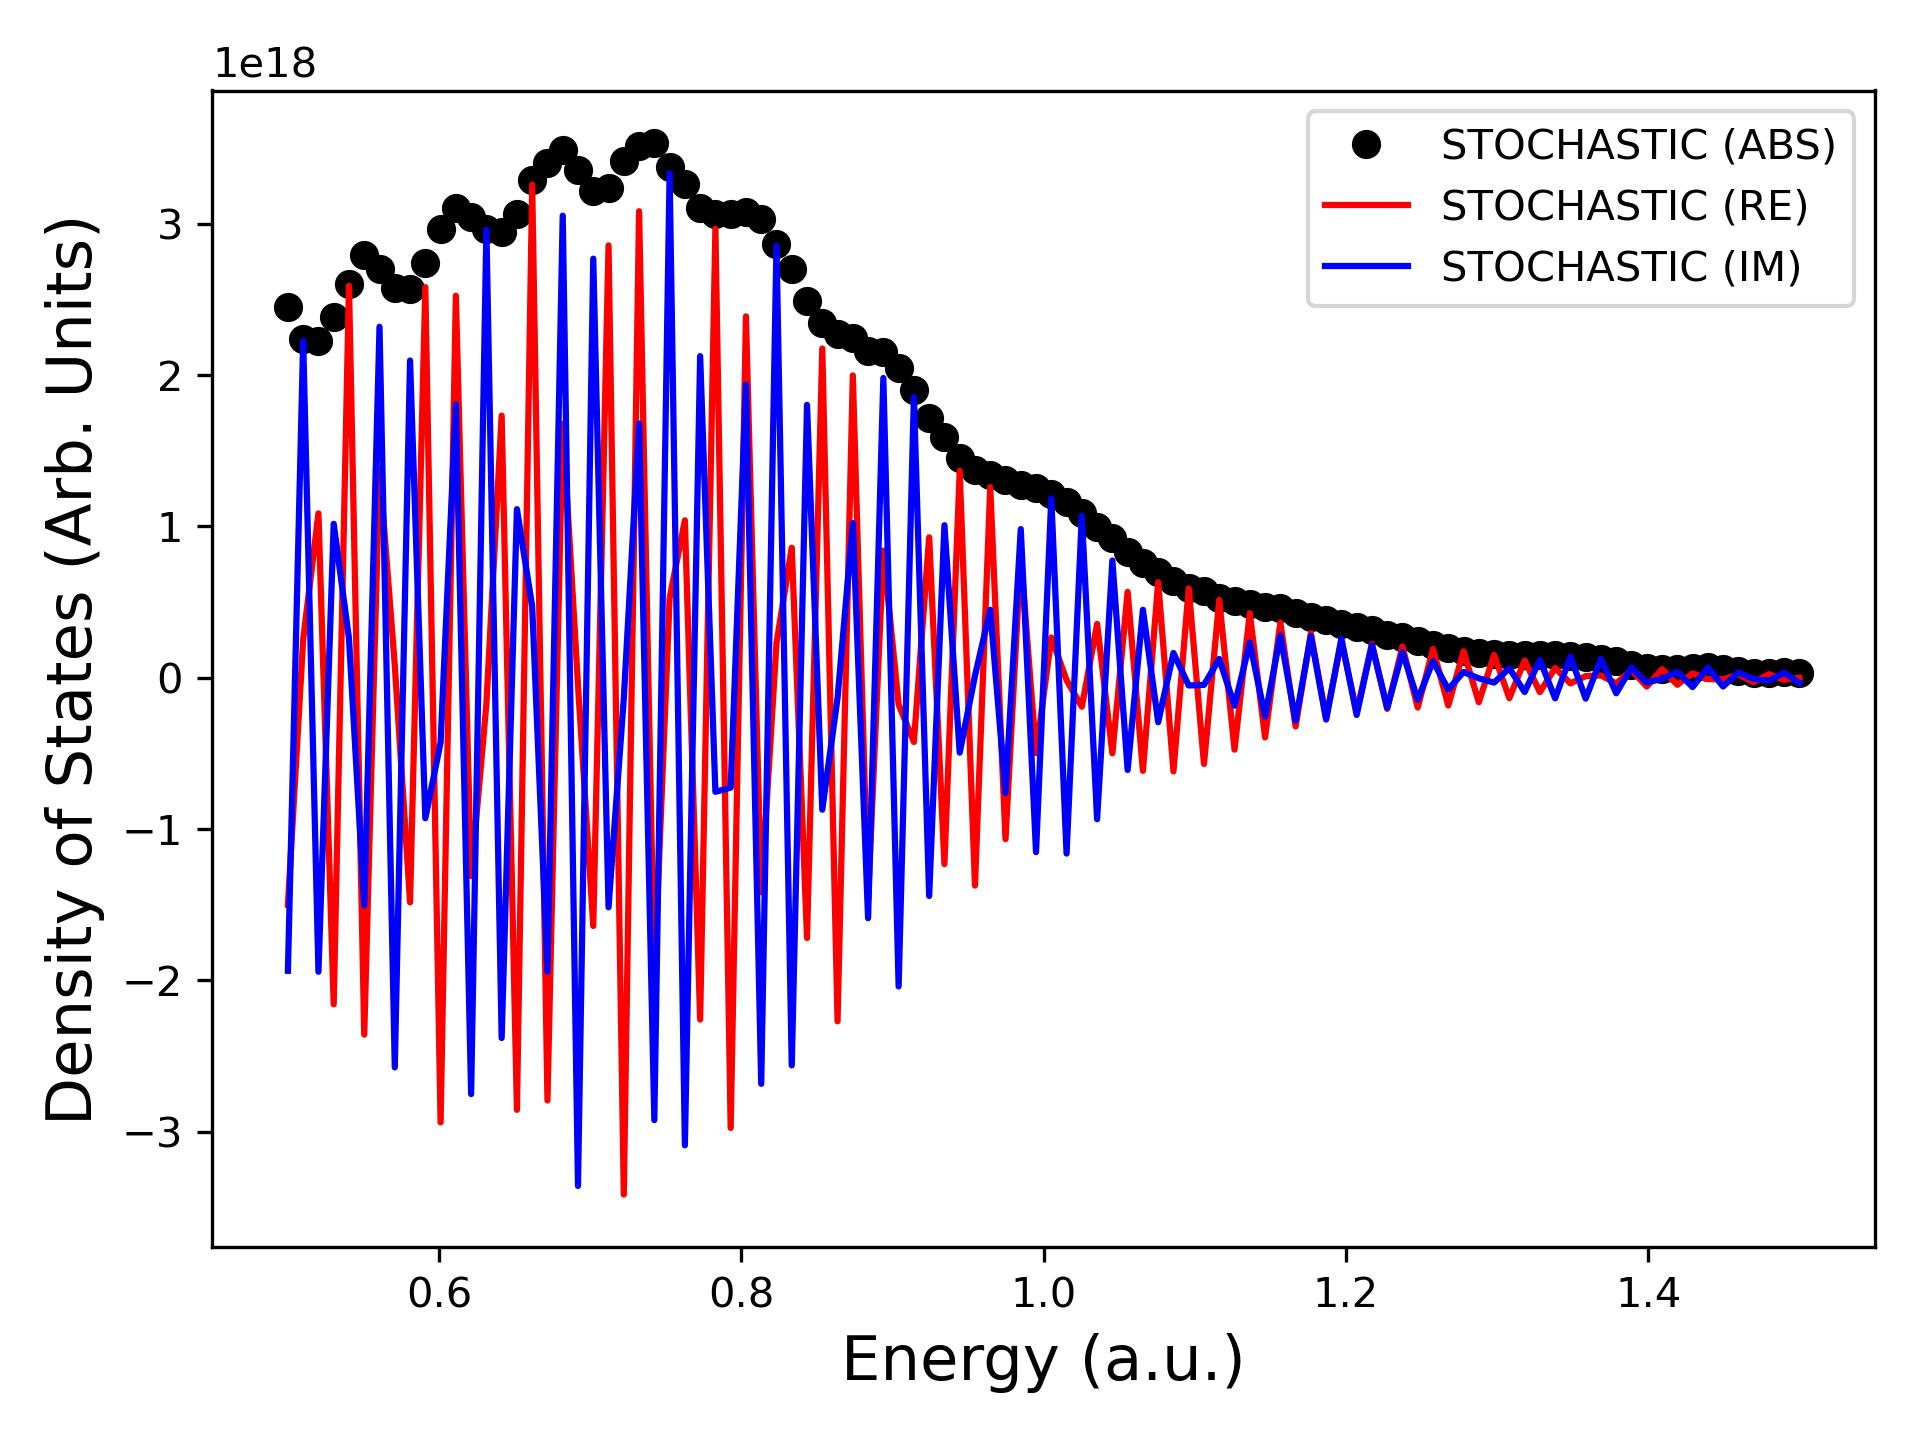 1e18
STOCHASTIC (ABS)
STOCHASTIC (RE)
STOCHASTIC (IM)
3
2
1
0
−1
−2
−3
Density of States (Arb. Units)
0.6 0.8 1.0 1.2 1.4
Energy (a.u.)